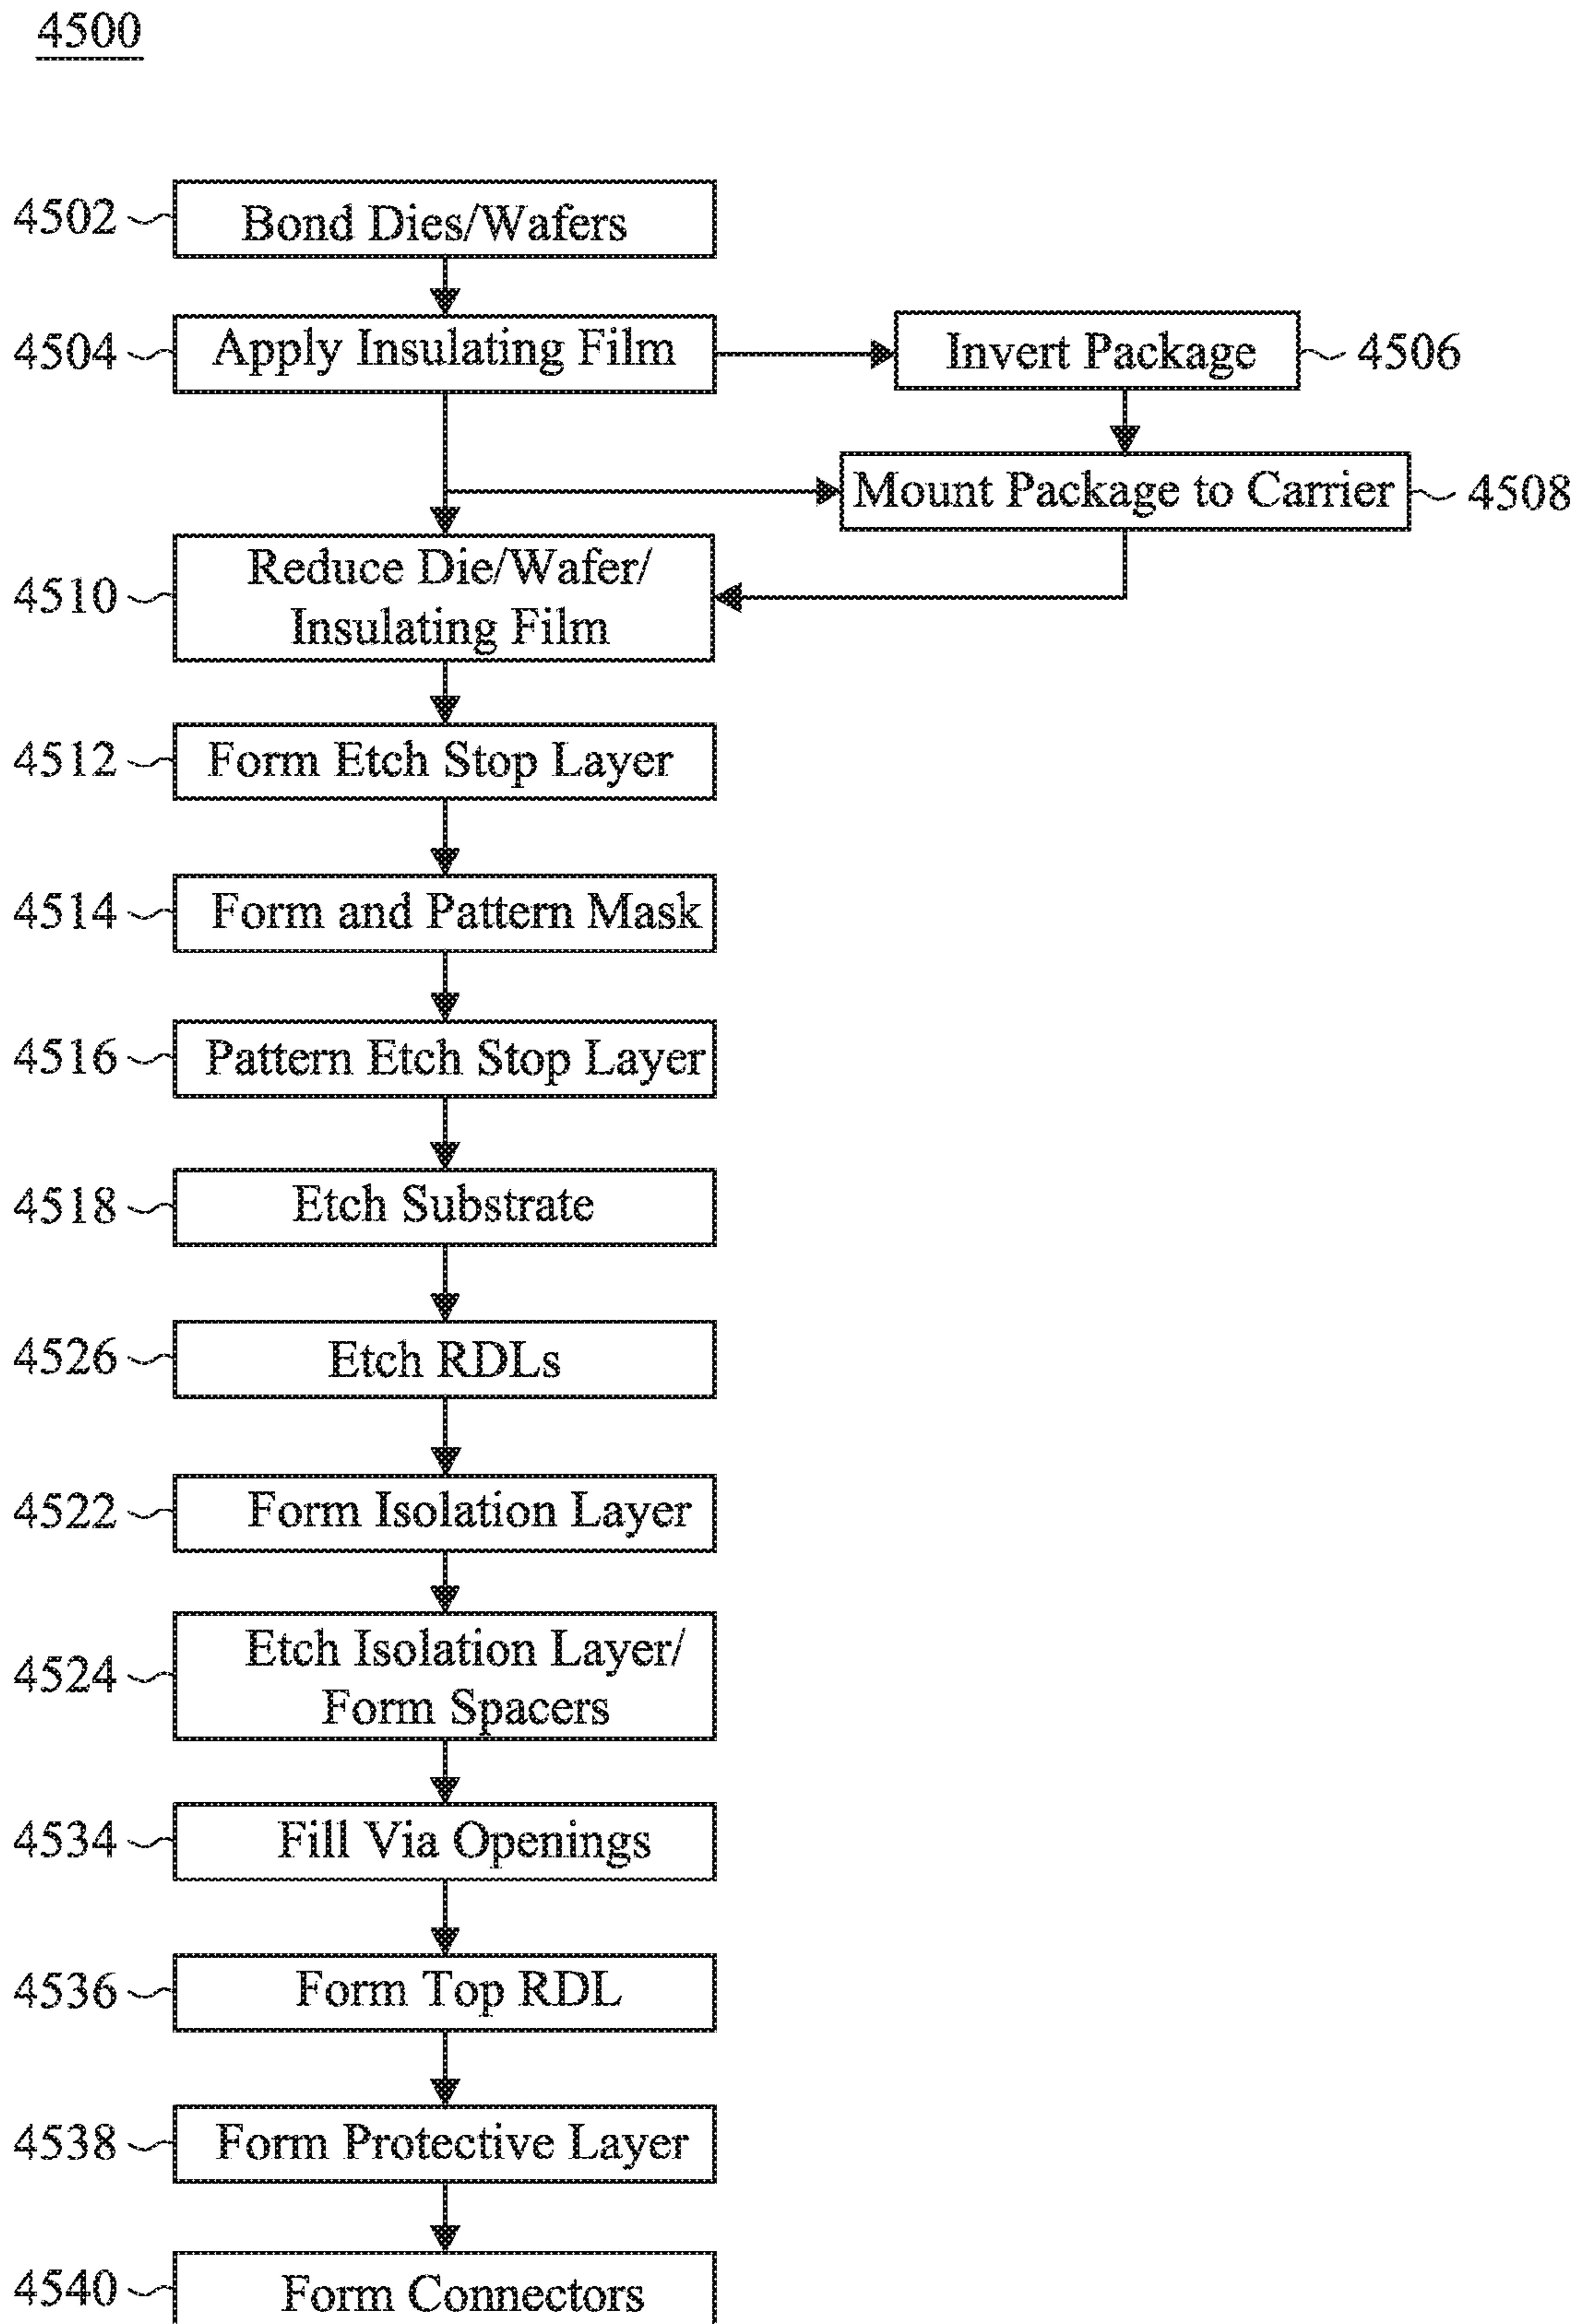 4500
4502 Bond Dies/Wafers
4504 Apply Insulating Film
Invert Package 4506
Mount Package to Carrier 4508
4510 Reduce Die/Wafer/
Insulating Film
4512 Form Etch Stop Layer
4514 Form and Pattern Mask
4516 Pattern Etch Stop Layer
4518 Etch Substrate
4526 Etch RDLs
4522 Form Isolation Layer
4524 Etch Isolation Layer/
Form Spacers
4534 Fill Via Openings
4536 Form Top RDL
4538 Form Protective Layer
4540 Form Connectors